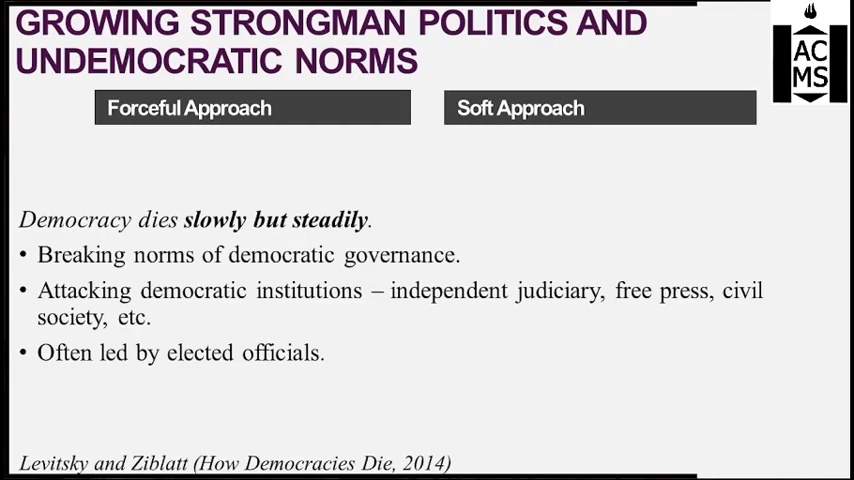 GROWING STRONGMAN POLITICS AND
UNDEMOCRATIC NORMS
AC
MS
Forceful Approach
Soft Approach
Democracy dies slowly but steadily.
• Breaking norms of democratic governance.
• Attacking democratic institutions – independent judiciary, free press, civil
society, etc.
• Often led by elected officials.
Levitsky and Ziblatt (How Democracies Die, 2014)